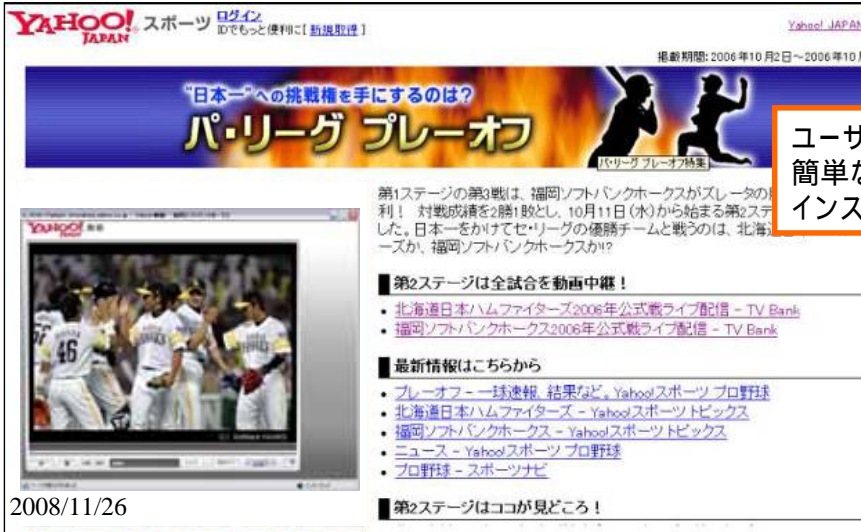 YAHOO! JAPAN スポーツ ログイン
IDでもっと便利に[ 新規取得 ]
Yahoo! JAPAN
掲載期間: 2006年10月2日～2006年10月
"日本一"への挑戦権を手にするのは?
パ・リーグ プレーオフ
パ・リーグ プレーオフ特集
ユーザ
簡単な
インス
第1ステージの第3戦は、福岡ソフトバンクホークスがズレータの
利! 対戦成績を2勝1敗とし、10月11日(水)から始まる第2ステ
した。日本一をかけてセ・リーグの優勝チームと戦うのは、北海
ーズか、福岡ソフトバンクホークスか!?
第2ステージは全試合を動画中継!
• 北海道日本ハムファイターズ2006年公式戦ライブ配信 - TV Bank
• 福岡ソフトバンクホークス2006年公式戦ライブ配信 - TV Bank
最新情報はこちらから
• プレーオフ - 一球速報、結果など。Yahoo!スポーツ プロ野球
• 北海道日本ハムファイターズ - Yahoo!スポーツトピックス
• 福岡ソフトバンクホークス - Yahoo!スポーツトピックス
• ニュース - Yahoo!スポーツ プロ野球
• プロ野球 - スポーツナビ
第2ステージはココが見どころ!
YAHOO!
46
2008/11/26